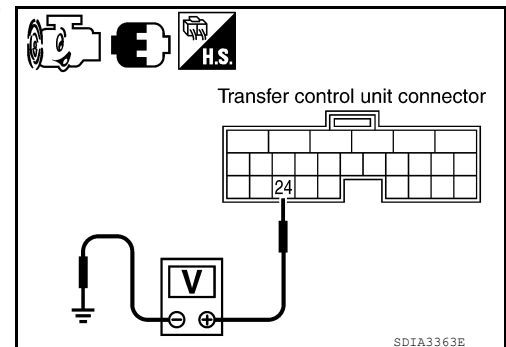 H.S.
Transfer control unit connector
24
V
− +
SDIA3363E